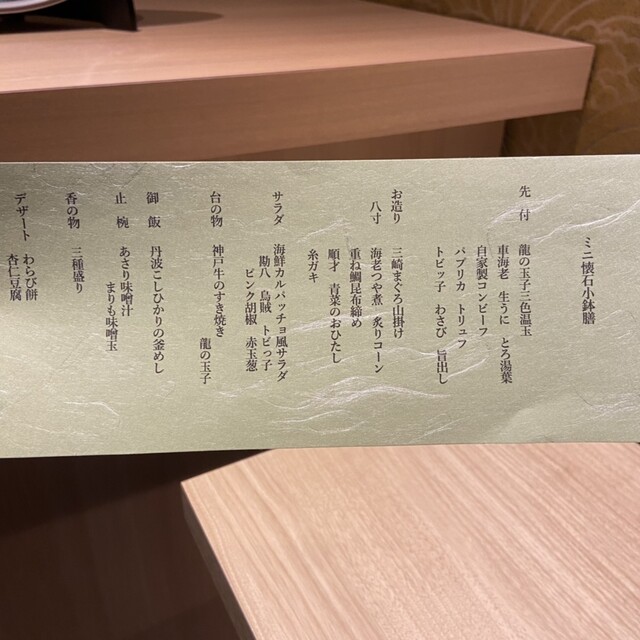 ミニ懐石小鉢膳
先付 龍の玉子三色温玉
車海老 生うに とろ湯葉
自家製コンビーフ
パプリカ トリュフ
トビッ子 わさび 旨出し
お造り 三崎まぐろ山掛け
八寸 海老つや煮 炙りコーン
重ね鯛昆布締め
順才 青菜のおひたし
糸ガキ
サラダ 海鮮カルパッチョ風サラダ
勘八 烏賊 トビっ子
ピンク胡椒 赤玉葱
台の物 神戸牛のすき焼き 龍の玉子
御飯 丹波こしひかりの釜めし
止椀 あさり味噌汁
まりも味噌玉
香の物 三種盛り
デザート わらび餅
杏仁豆腐